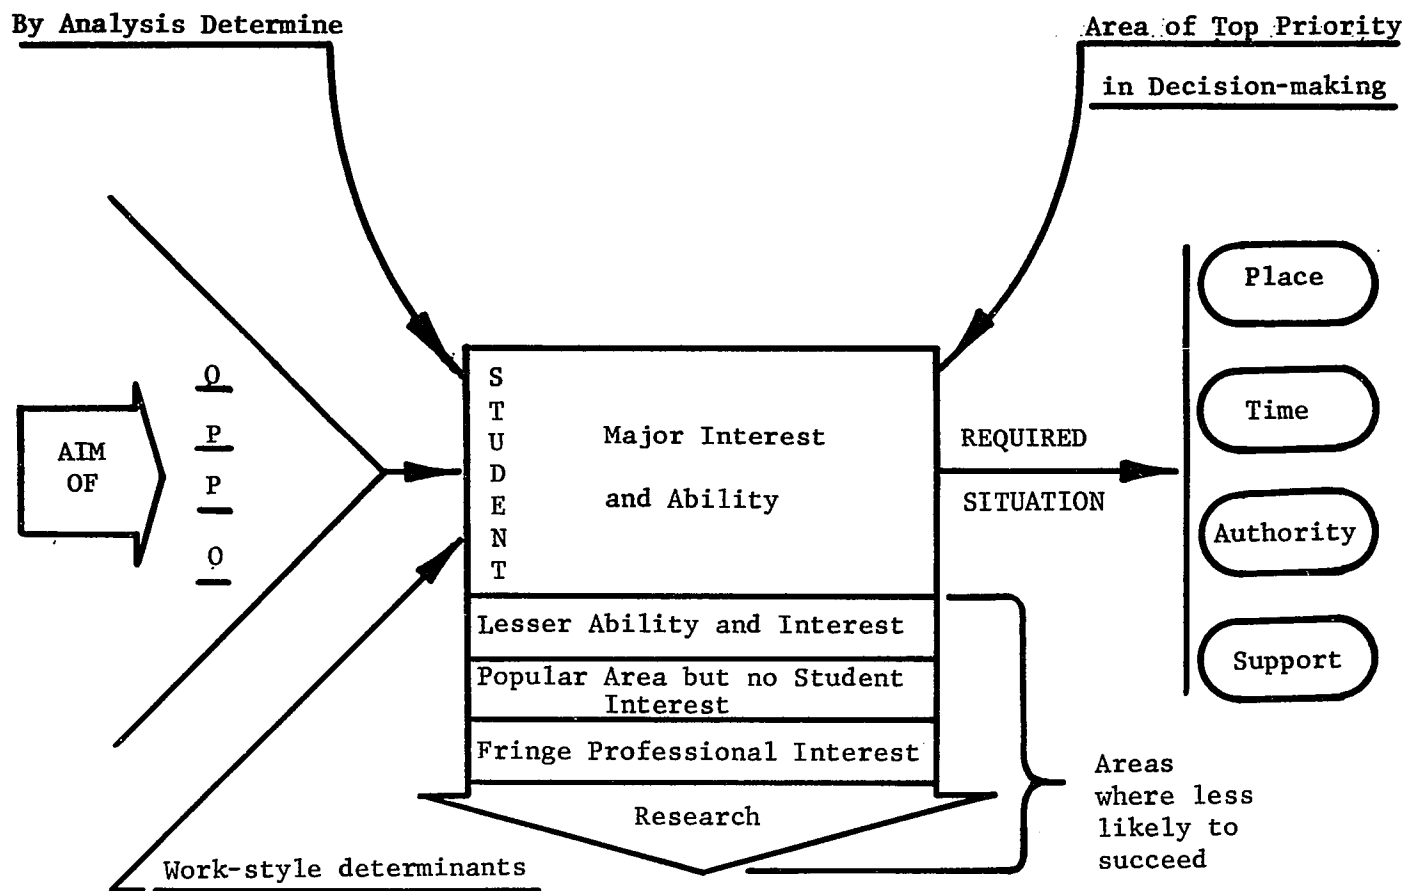 By Analysis Determine
Area of Top Priority
in Decision-making
AIM
OF
O
P
P
O
S
T
U
D
E
N
T
Major Interest
and Ability
REQUIRED
SITUATION
Place
Time
Authority
Support
Lesser Ability and Interest
Popular Area but no Student
Interest
Fringe Professional Interest
Research
Areas
where less
likely to
succeed
Work-style determinants